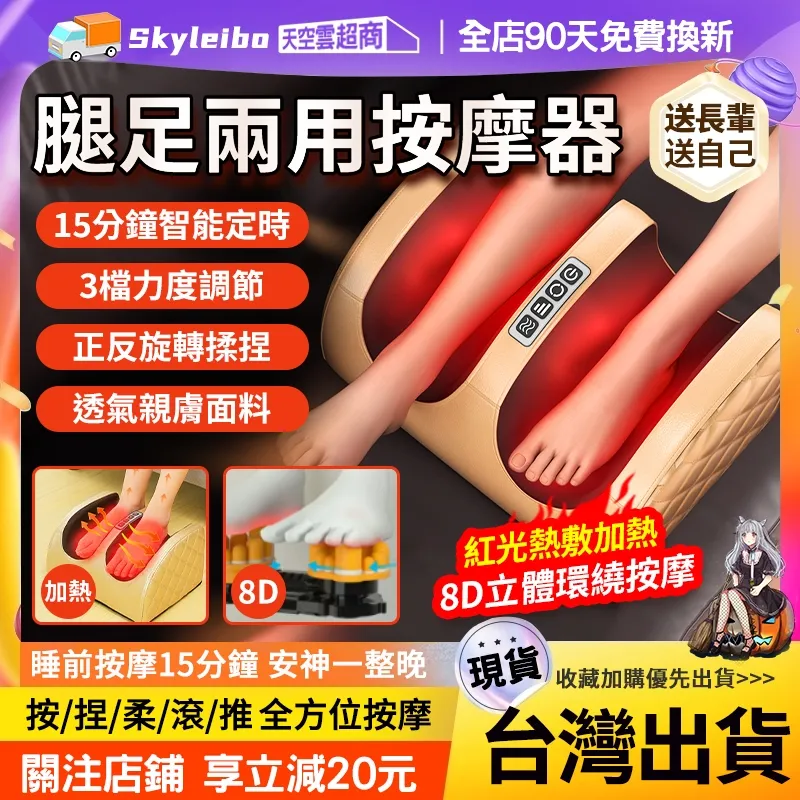 Skyleibo 天空雲超商 全店90天免費換新
腿足兩用按摩器
送長輩
送自己
15分鐘智能定時
3檔力度調節
正反旋轉揉捏
透氣親膚面料
加熱
8D
紅光熱敷加熱
8D立體環繞按摩
睡前按摩15分鐘 安神一整晚
按/捏/柔/滾/推 全方位按摩
關注店鋪 享立減20元
現貨
收藏加購優先出貨>>>
台灣出貨